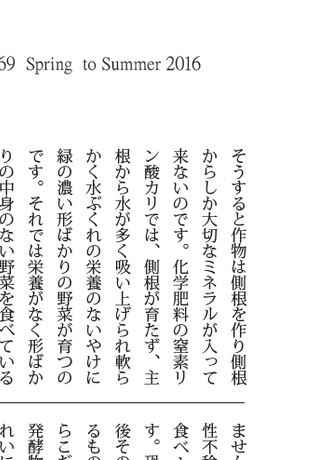 69 Spring to Summer 2016
そうすると作物は側根を作り側根
からしか大切なミネラルが入って
来ないのです。化学肥料の窒素リ
ン酸カリでは、側根が育たず、主
根から水が多く吸い上げられ軟ら
かく水ぶくれの栄養のないやけに
緑の濃い形ばかりの野菜が育つの
です。それでは栄養がなく形ばか
りの中身のない野菜を食べている
ませ
性不
食べ
す。
後その
るもの
らこ
発酵
れい